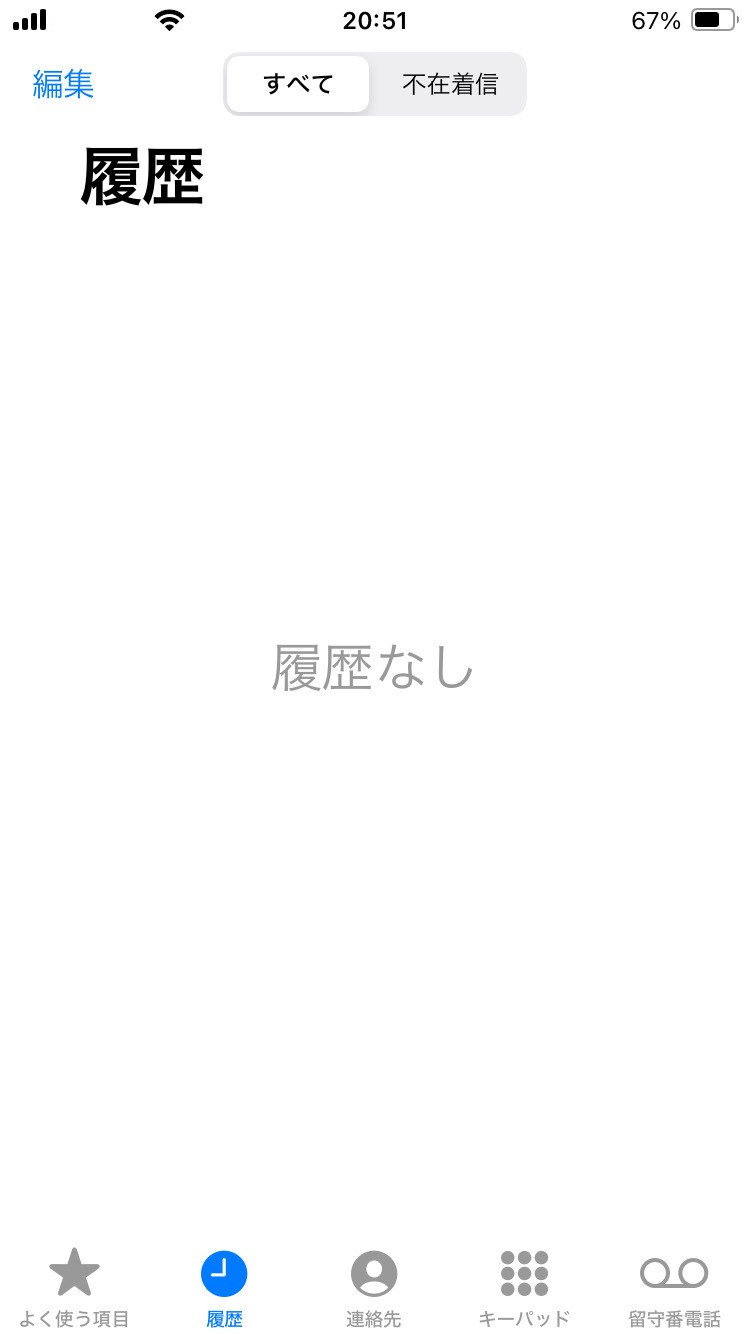 20:51
67%
編集
すべて
不在着信
履歴
履歴なし
よく使う項目
履歴
連絡先
キーパッド
留守番電話